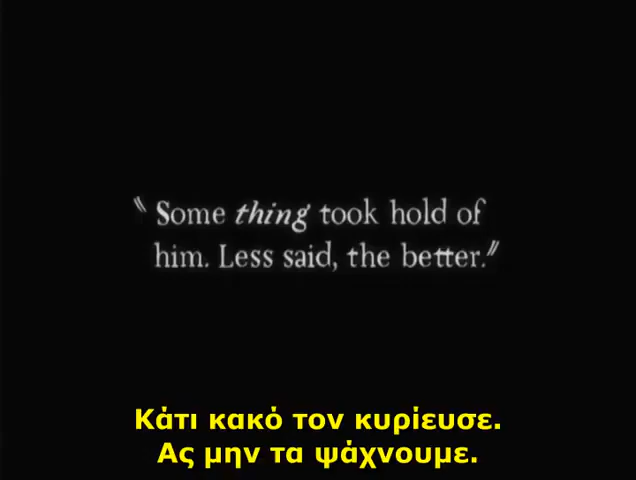 "Some thing took hold of
him. Less said, the better."
Κάτι κακό τον κυρίευσε.
Ας μην τα ψάχνουμε.